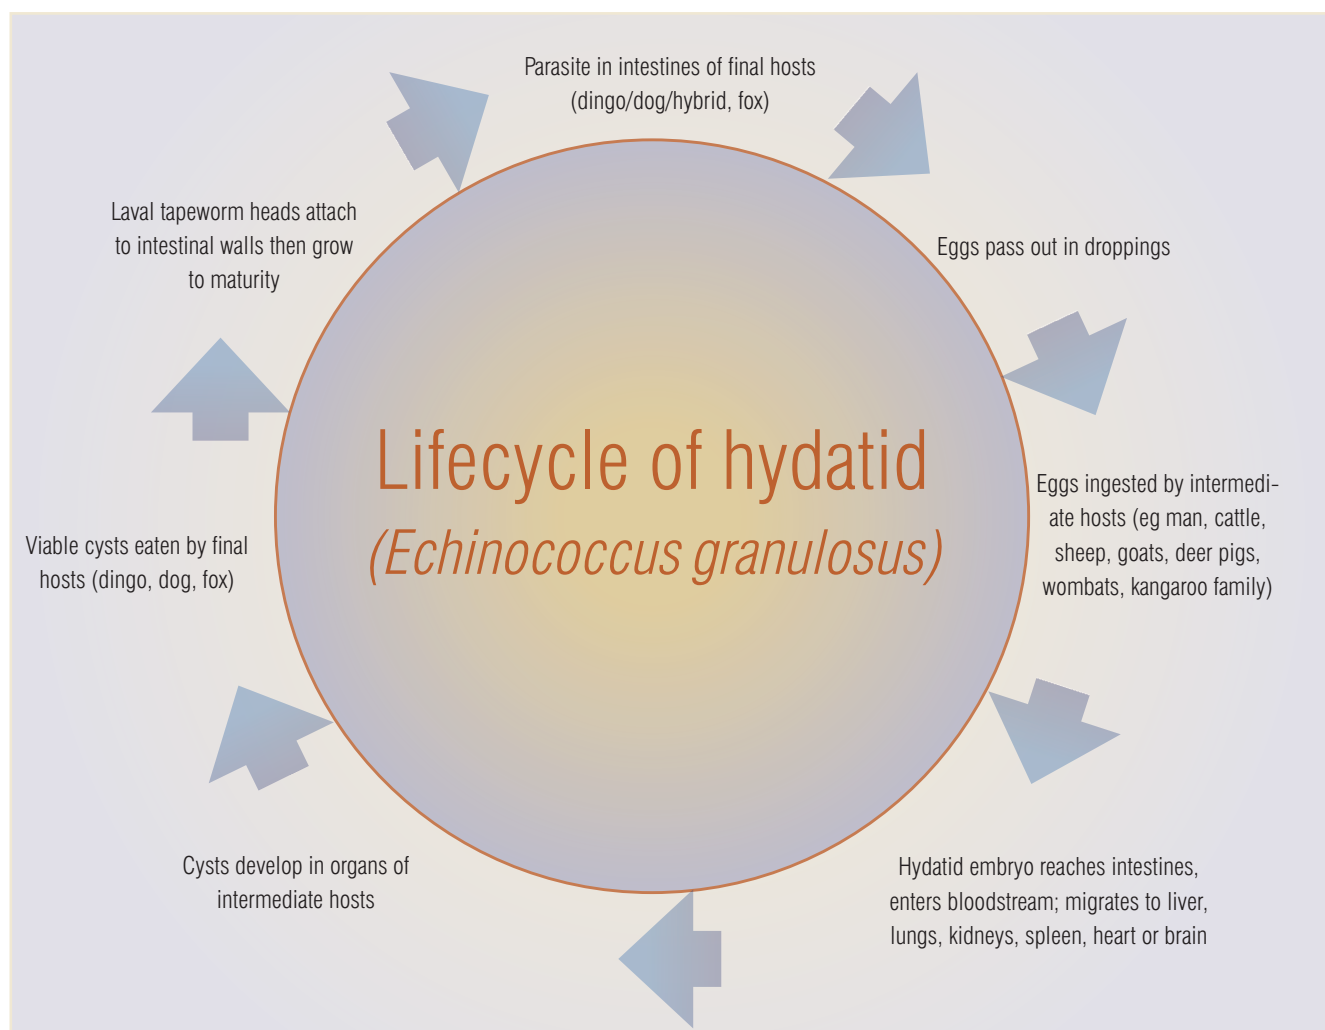 Parasite in intestines of final hosts
(dingo/dog/hybrid, fox)
Eggs pass out in droppings
Eggs ingested by intermedi-
ate hosts (eg man, cattle,
sheep, goats, deer pigs,
wombats, kangaroo family)
Hydatid embryo reaches intestines,
enters bloodstream; migrates to liver,
lungs, kidneys, spleen, heart or brain
Cysts develop in organs of
intermediate hosts
Viable cysts eaten by final
hosts (dingo, dog, fox)
Laval tapeworm heads attach
to intestinal walls then grow
to maturity
Lifecycle of hydatid
(Echinococcus granulosus)